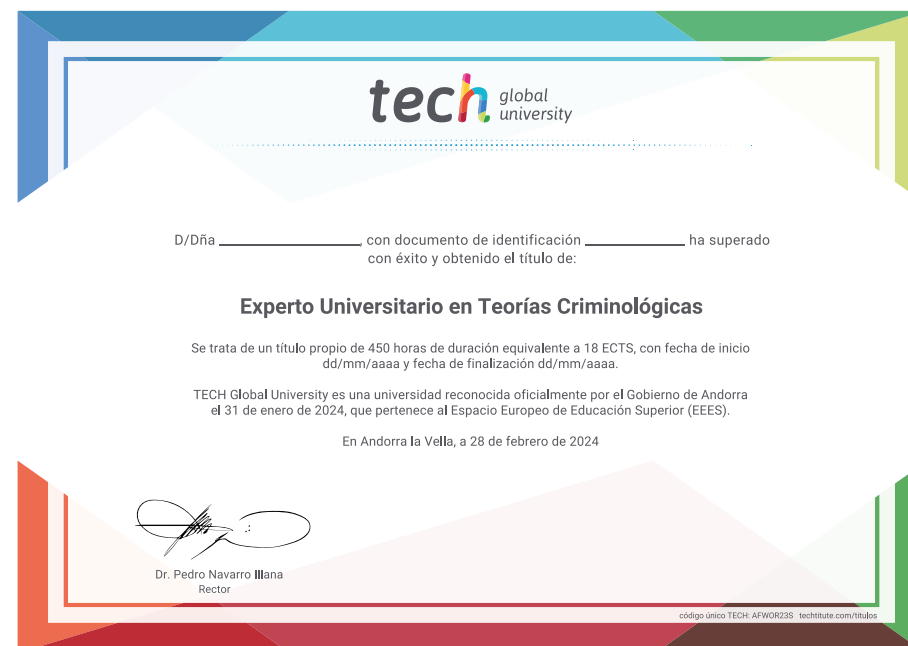 tech global university
D/Dña ____________________, con documento de identificación ______________ ha superado
con éxito y obtenido el título de:
Experto Universitario en Teorías Criminológicas
Se trata de un título propio de 450 horas de duración equivalente a 18 ECTS, con fecha de inicio
dd/mm/aaaa y fecha de finalización dd/mm/aaaa.
TECH Global University es una universidad reconocida oficialmente por el Gobierno de Andorra
el 31 de enero de 2024, que pertenece al Espacio Europeo de Educación Superior (EEES).
En Andorra la Vella, a 28 de febrero de 2024
Dr. Pedro Navarro Illana
Rector
código único TECH: AFWOR23S techtitute.com/titulos